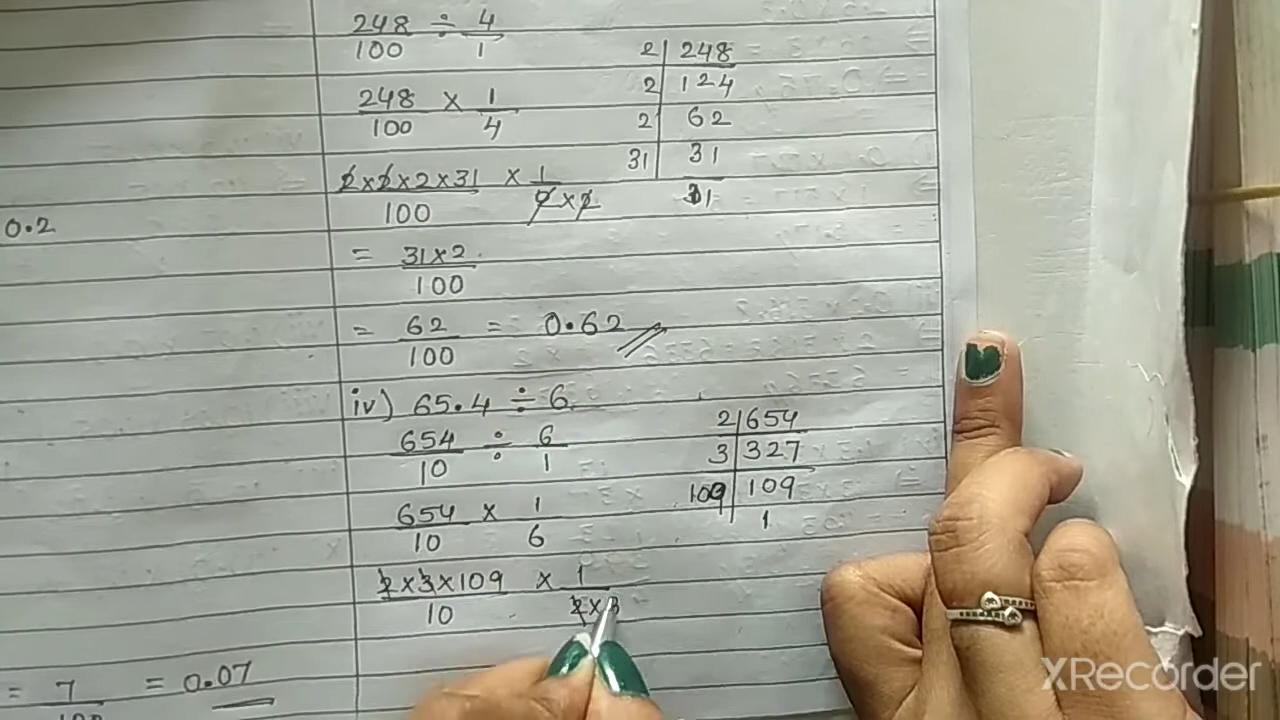 248/100 ÷ 4/1
248/100 × 1/4
2×2×2×31/100 × 1/2×2
= 31×2/100
= 62/100 = 0.62
2 | 248
2 | 124
2 | 62
31 | 31
31
iv) 65.4 ÷ 6
654/10 ÷ 6/1
654/10 × 1/6
2×3×109/10 × 1/2×3
2 | 654
3 | 327
109 | 109
1
0.2
= 7/100 = 0.07
XRecorder